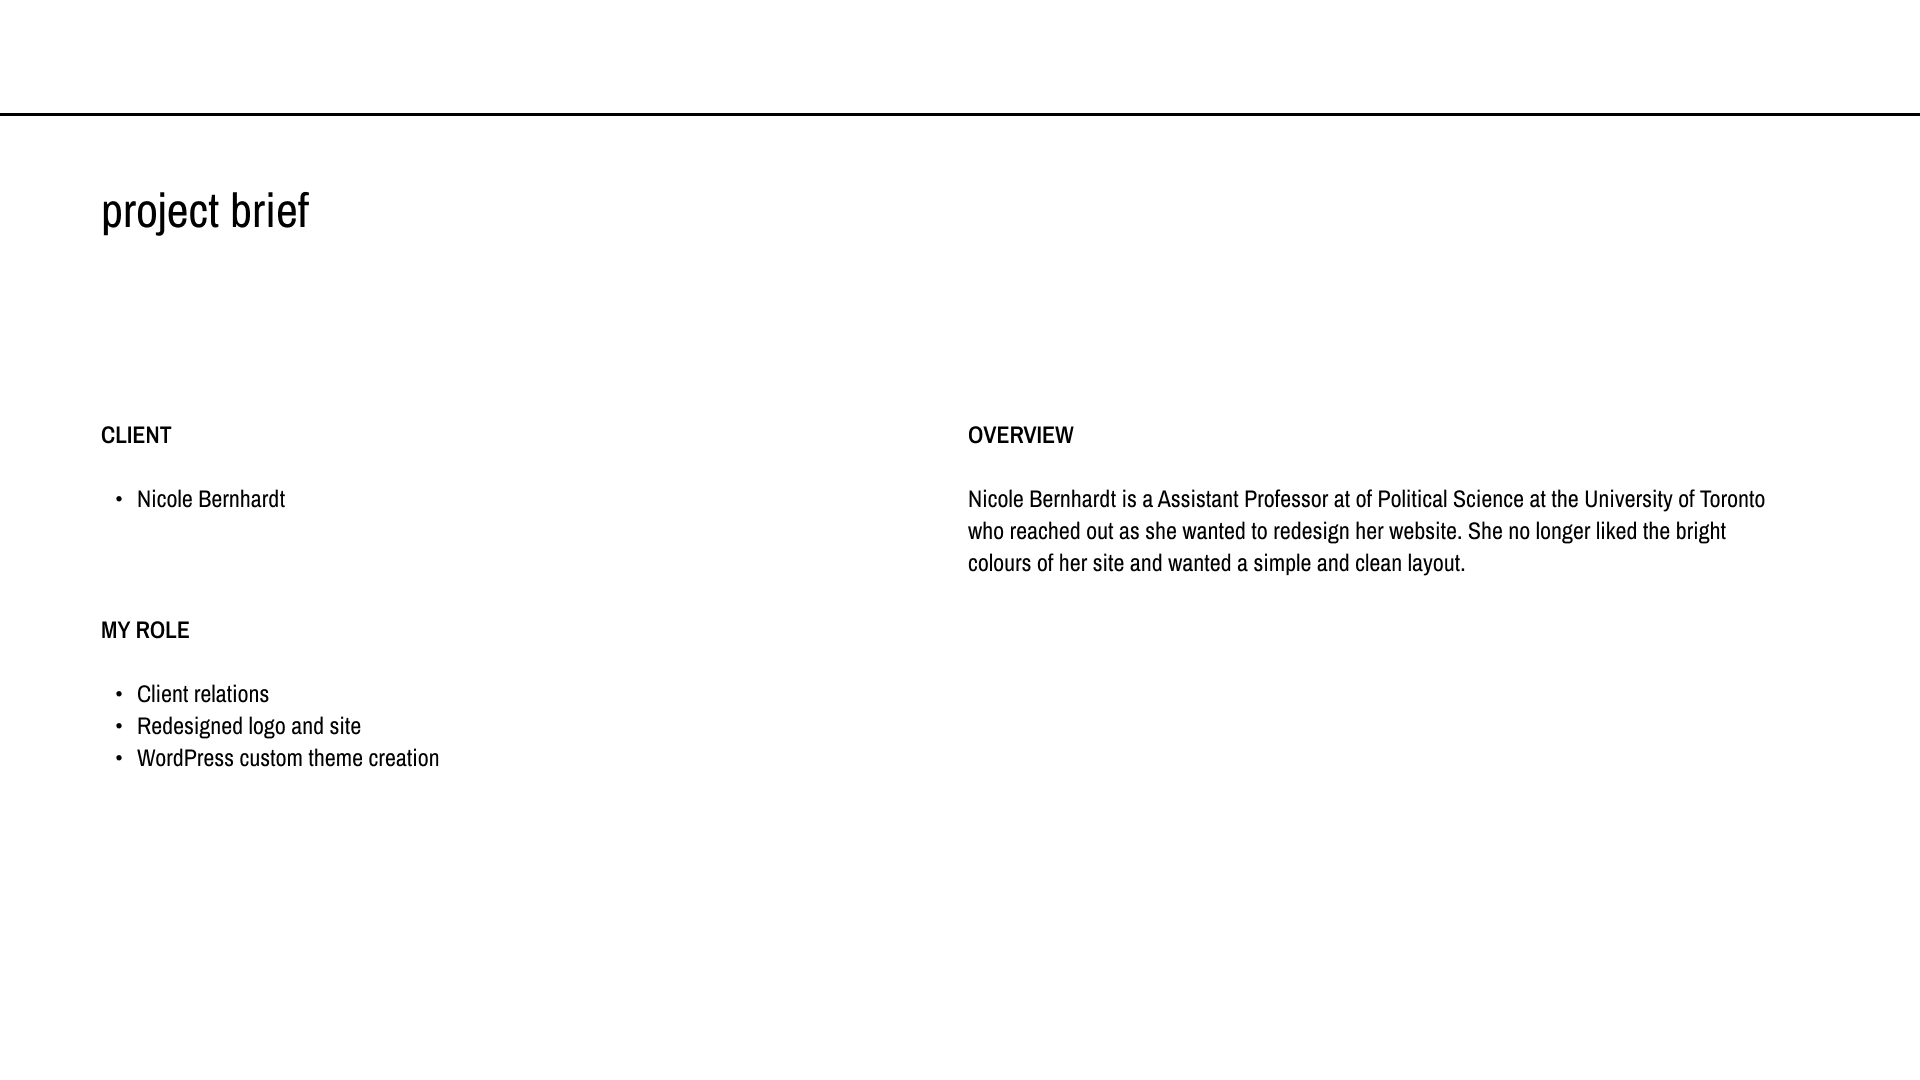 project brief
CLIENT
• Nicole Bernhardt
MY ROLE
• Client relations
• Redesigned logo and site
• WordPress custom theme creation
OVERVIEW
Nicole Bernhardt is a Assistant Professor at of Political Science at the University of Toronto
who reached out as she wanted to redesign her website. She no longer liked the bright
colours of her site and wanted a simple and clean layout.